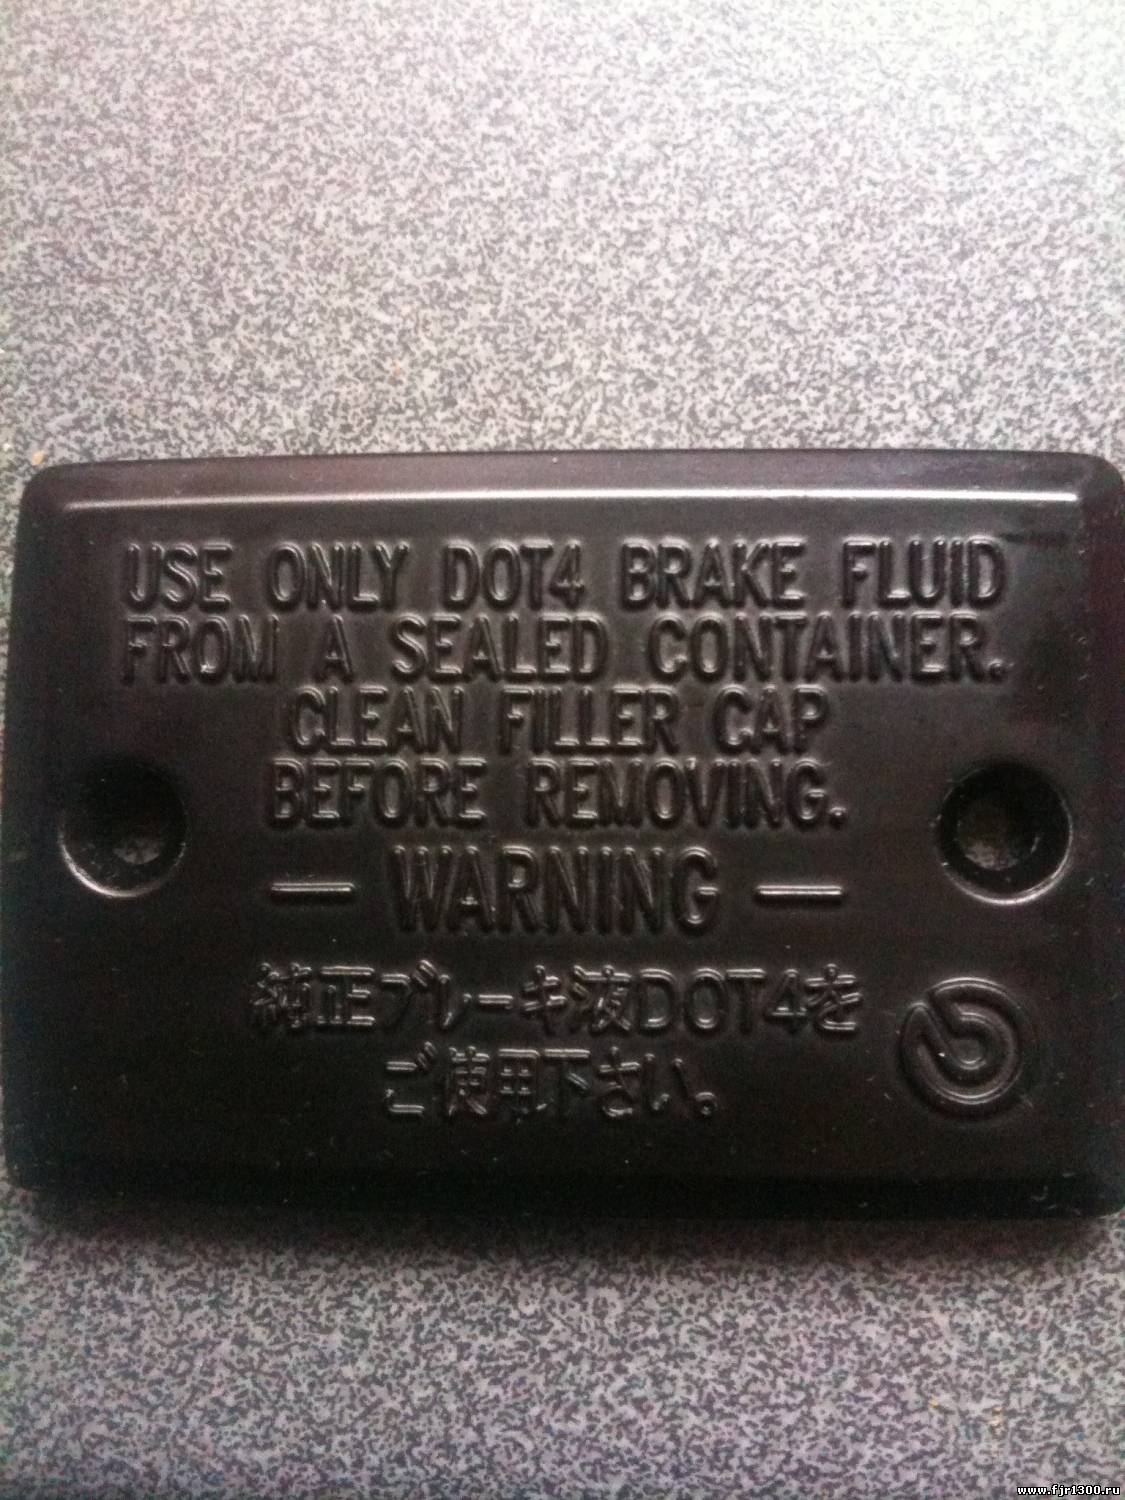 USE ONLY DOT4 BRAKE FLUID
FROM A SEALED CONTAINER.
CLEAN FILLER CAP
BEFORE REMOVING.
— WARNING —
純正ブレーキ液DOT4を
ご使用下さい。
www.fjr1300.ru